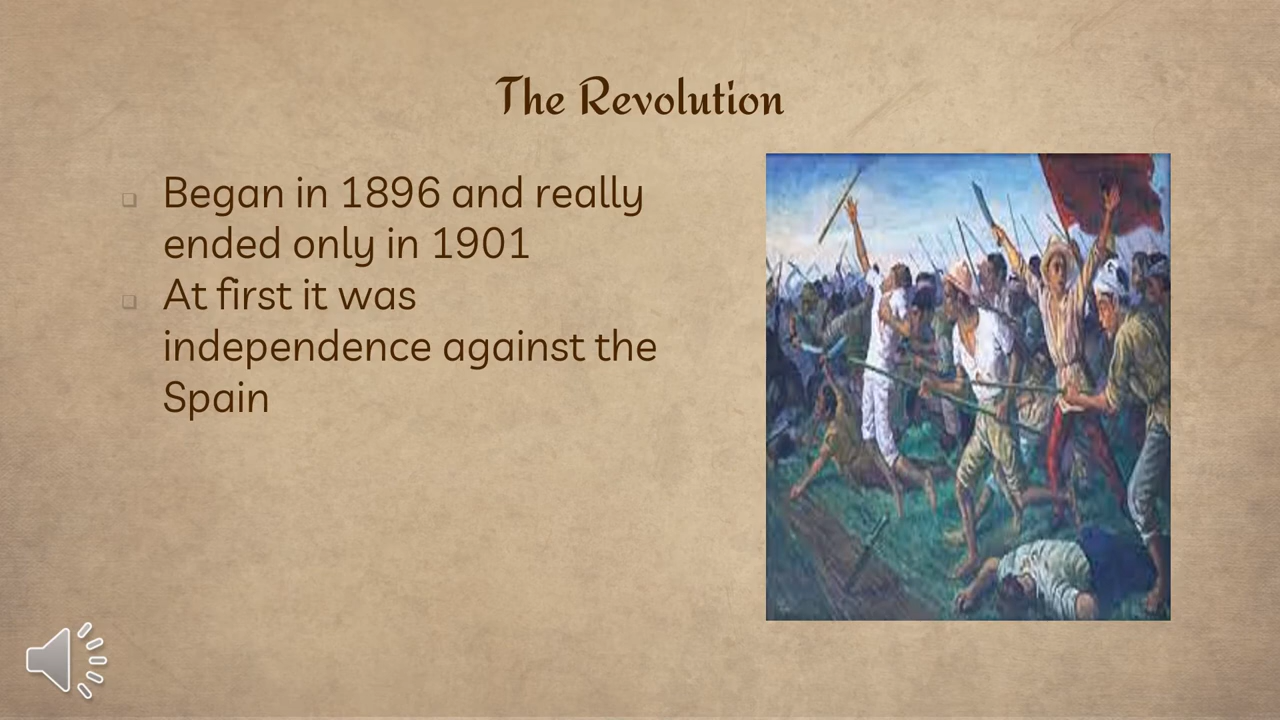 The Revolution
Began in 1896 and really
ended only in 1901
At first it was
independence against the
Spain